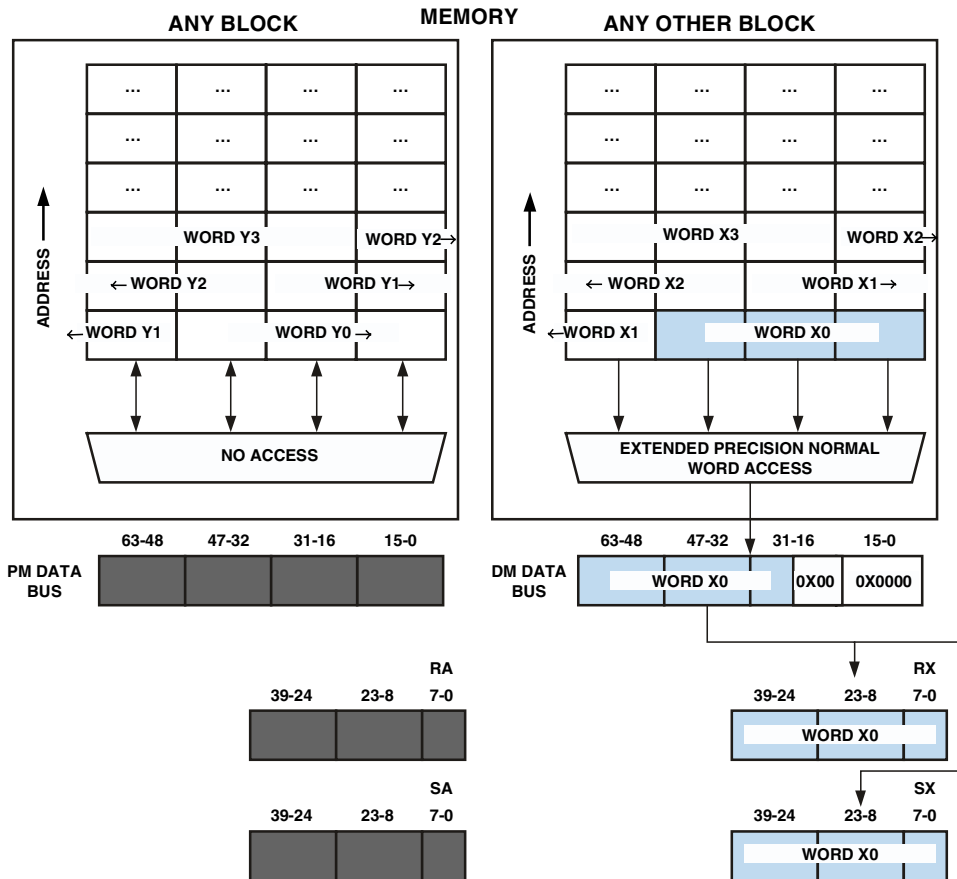 MEMORY
ANY BLOCK
ANY OTHER BLOCK
ADDRESS
... ... ... ...
... ... ... ...
... ... ... ...
WORD Y3 WORD Y2→
←WORD Y2 WORD Y1→
←WORD Y1 WORD Y0→
NO ACCESS
ADDRESS
... ... ... ...
... ... ... ...
... ... ... ...
WORD X3 WORD X2→
←WORD X2 WORD X1→
←WORD X1 WORD X0
EXTENDED PRECISION NORMAL
WORD ACCESS
63-48 47-32 31-16 15-0
PM DATA
BUS
63-48 47-32 31-16 15-0
DM DATA
BUS
WORD X0 0X00 0X0000
RA
39-24 23-8 7-0
RX
39-24 23-8 7-0
WORD X0
SA
39-24 23-8 7-0
SX
39-24 23-8 7-0
WORD X0